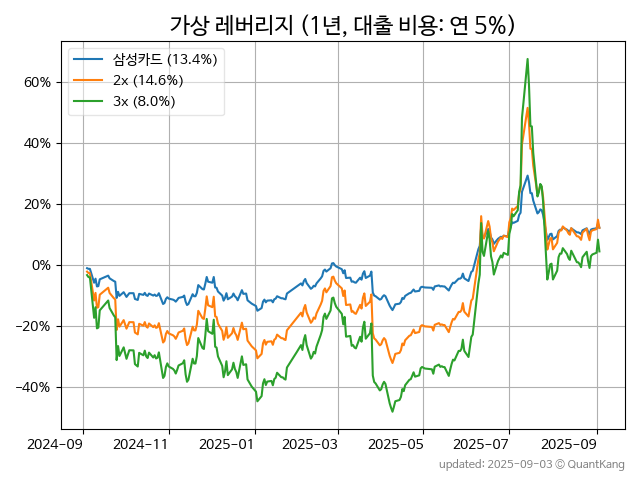 가상 레버리지 (1년, 대출 비용: 연 5%)
삼성카드 (13.4%)
2x (14.6%)
3x (8.0%)
60%
40%
20%
0%
−20%
−40%
2024-09 2024-11 2025-01 2025-03 2025-05 2025-07 2025-09
updated: 2025-09-03 © QuantKang